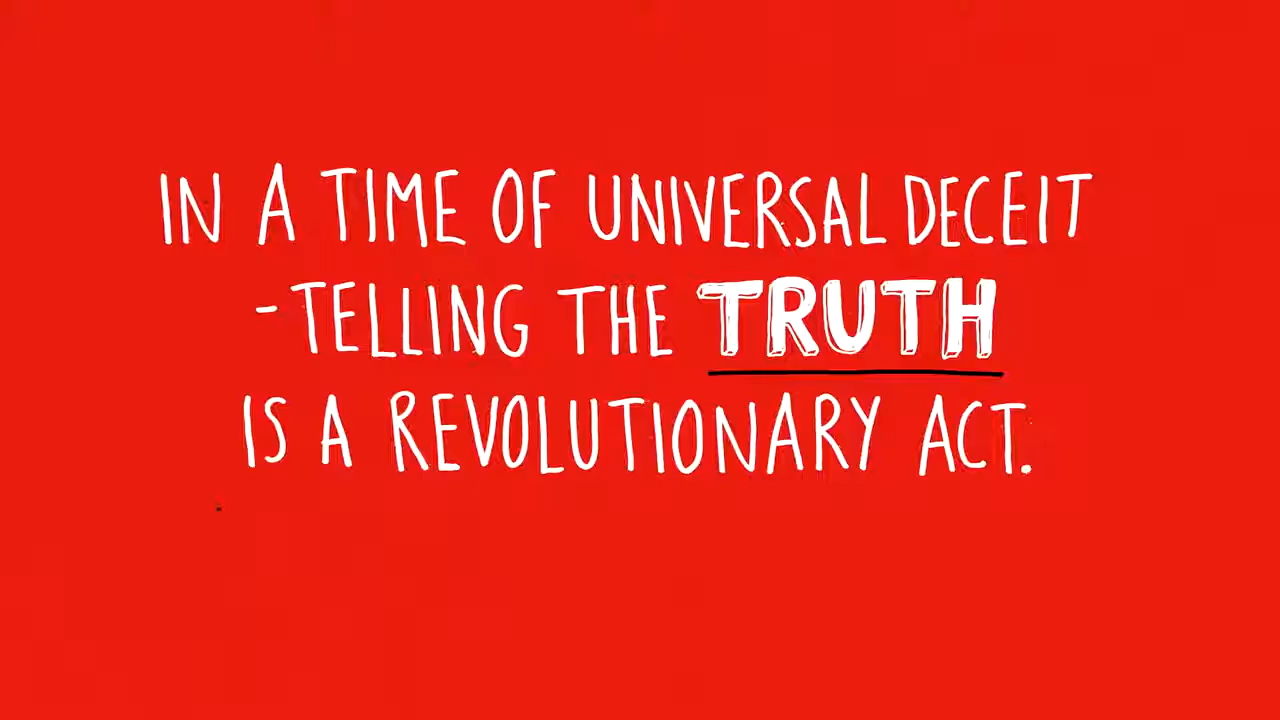 IN A TIME OF UNIVERSAL DECEIT
-TELLING THE TRUTH
IS A REVOLUTIONARY ACT.